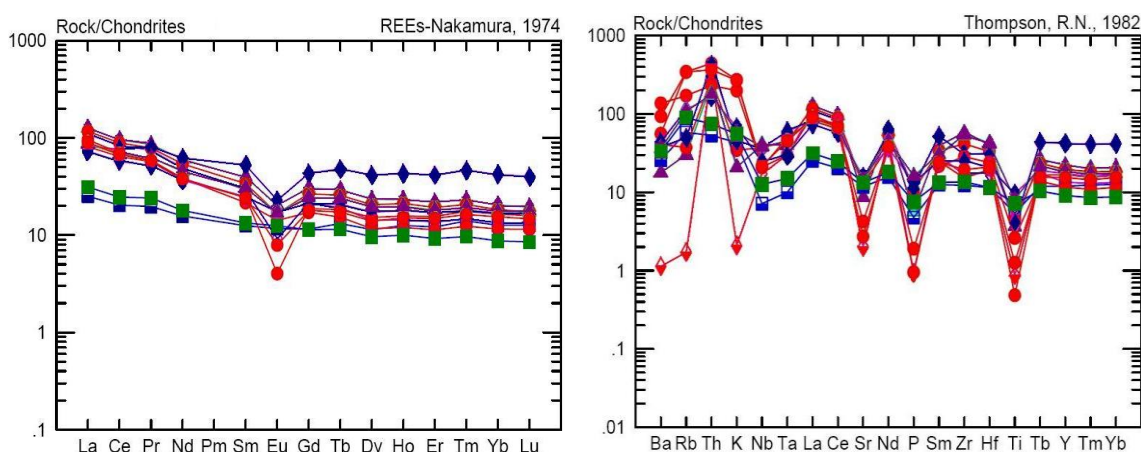 Rock/Chondrites REEs-Nakamura, 1974
1000
100
10
1
.1
La Ce Pr Nd Pm Sm Eu Gd Tb Dy Ho Er Tm Yb Lu
Rock/Chondrites Thompson, R.N., 1982
1000
100
10
1
.1
.01
Ba Rb Th K Nb Ta La Ce Sr Nd P Sm Zr Hf Ti Tb Y Tm Yb